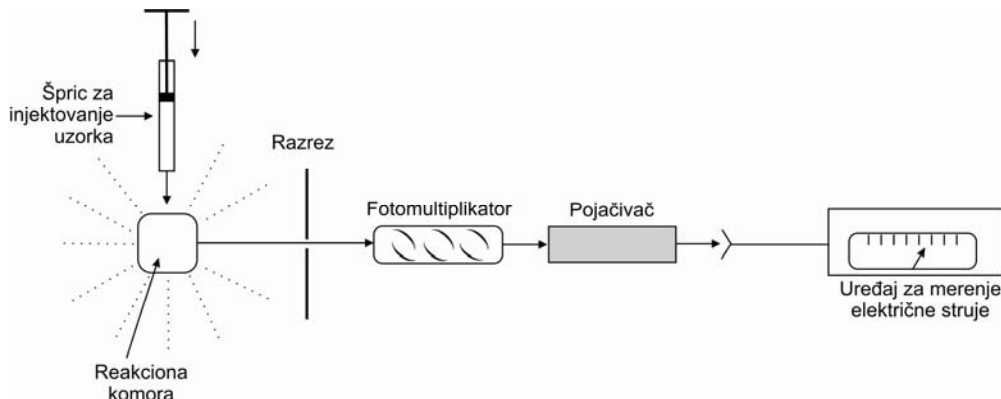 Špric za
injektovanje
uzorka
Razrez
Fotomultiplikator
Pojačivač
Uređaj za merenje
električne struje
Reakciona
komora